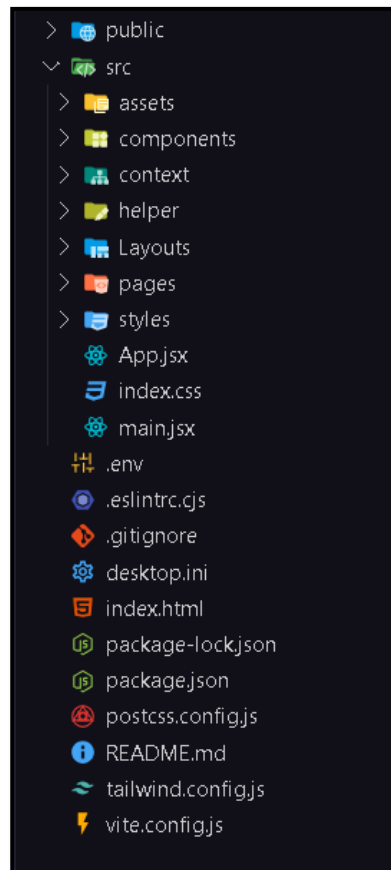 public
src
assets
components
context
helper
Layouts
pages
styles
App.jsx
index.css
main.jsx
.env
.eslintrc.cjs
.gitignore
desktop.ini
index.html
package-lock.json
package.json
postcss.config.js
README.md
tailwind.config.js
vite.config.js